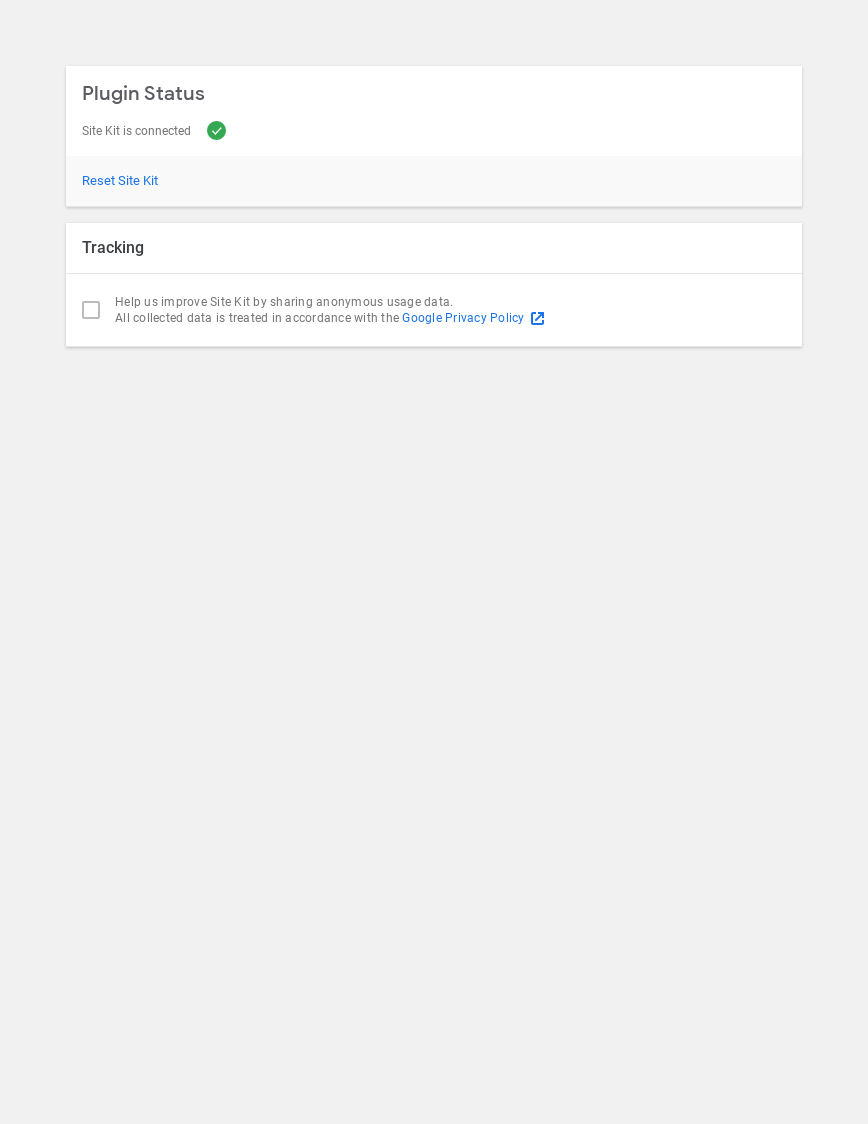 Plugin Status
Site Kit is connected
Reset Site Kit
Tracking
Help us improve Site Kit by sharing anonymous usage data.
All collected data is treated in accordance with the Google Privacy Policy